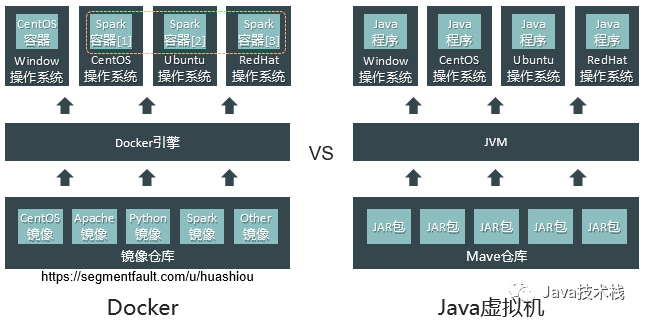 CentOS
容器
Window
操作系统
Spark
容器[1]
CentOS
操作系统
Spark
容器[2]
Ubuntu
操作系统
Spark
容器[3]
RedHat
操作系统
Docker引擎
CentOS
镜像
Apache
镜像
Python
镜像
Spark
镜像
Other
镜像
镜像仓库
https://segmentfault.com/u/huashiou
Docker
VS
Java
程序
Window
操作系统
Java
程序
CentOS
操作系统
Java
程序
Ubuntu
操作系统
Java
程序
RedHat
操作系统
JVM
JAR包
JAR包
JAR包
JAR包
JAR包
Mave仓库
Java技术栈
Java虚拟机